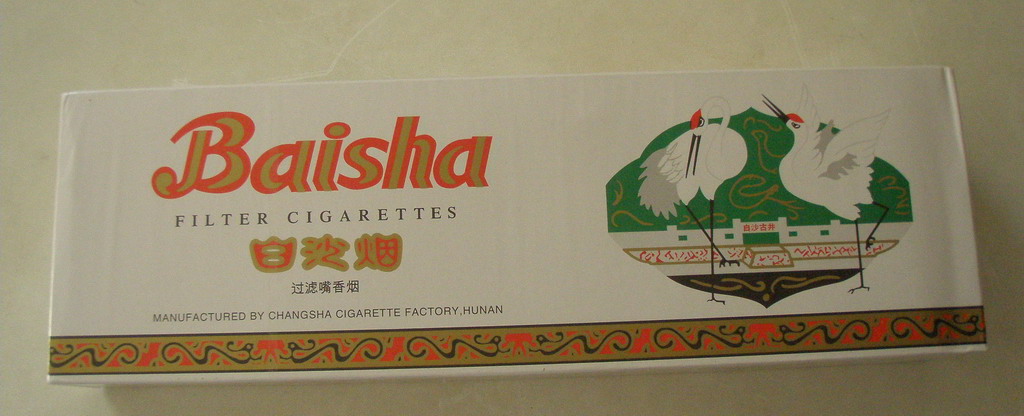 Baisha
FILTER CIGARETTES
白沙烟
过滤嘴香烟
MANUFACTURED BY CHANGSHA CIGARETTE FACTORY,HUNAN
白沙古井